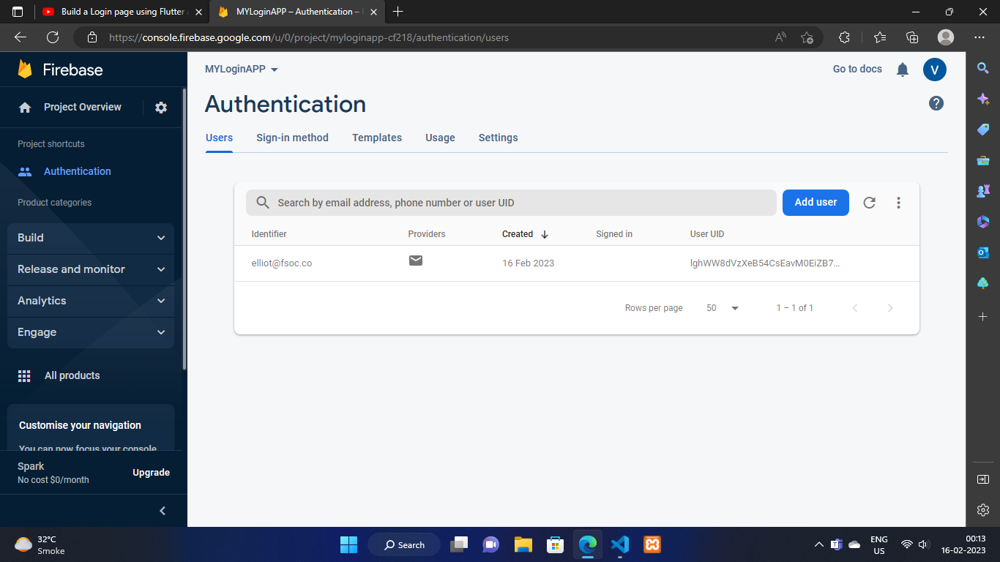 Build a Login page using Flutter a
MYLoginAPP – Authentication – F
https://console.firebase.google.com/u/0/project/myloginapp-cf218/authentication/users
Firebase
Project Overview
Project shortcuts
Authentication
Product categories
Build
Release and monitor
Analytics
Engage
All products
Customise your navigation
You can now focus your console
Spark
No cost $0/month
Upgrade
MYLoginAPP
Go to docs
V
Authentication
Users
Sign-in method
Templates
Usage
Settings
Search by email address, phone number or user UID
Add user
Identifier
Providers
Created
Signed in
User UID
elliot@fsoc.co
16 Feb 2023
lghWW8dVzXeB54CsEavM0EiZB7...
Rows per page
50
1 – 1 of 1
32°C
Smoke
Search
ENG
US
00:13
16-02-2023